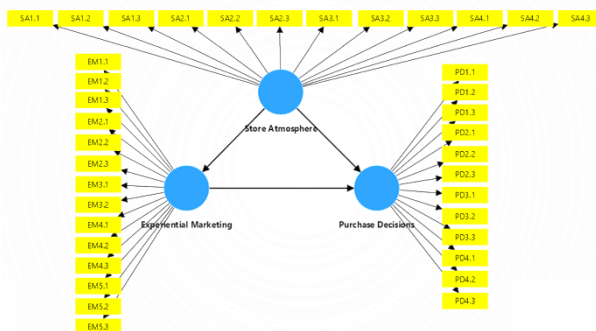 SA1.1 SA1.2 SA1.3 SA2.1 SA2.2 SA2.3 SA3.1 SA3.2 SA3.3 SA4.1 SA4.2 SA4.3
Store Atmosphere
EM1.1
EM1.2
EM1.3
EM2.1
EM2.2
EM2.3
EM3.1
EM3.2
EM4.1
EM4.2
EM4.3
EM5.1
EM5.2
EM5.3
Experiential Marketing
Purchase Decisions
PD1.1
PD1.2
PD1.3
PD2.1
PD2.2
PD2.3
PD3.1
PD3.2
PD3.3
PD4.1
PD4.2
PD4.3